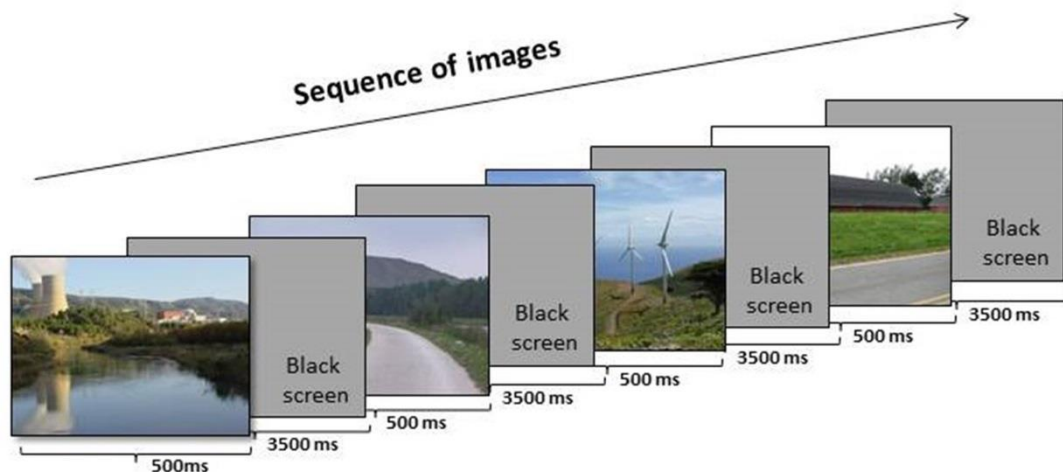 Sequence of images
Black
screen
Black
screen
Black
screen
Black
screen
500ms
3500 ms
500 ms
3500 ms
500 ms
3500 ms
500 ms
3500 ms